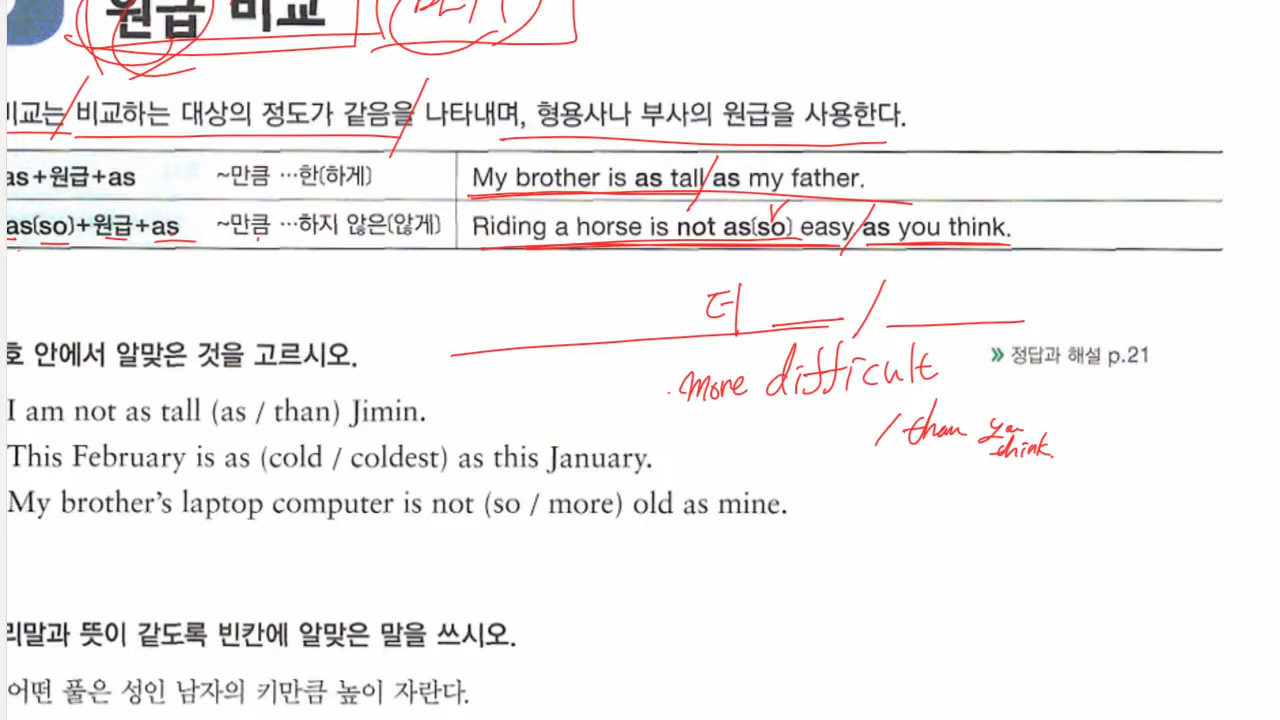 원급 비교
비교는 비교하는 대상의 정도가 같음을 나타내며, 형용사나 부사의 원급을 사용한다.
as+원급+as ~만큼 …한(하게) My brother is as tall as my father.
as(so)+원급+as ~만큼 …하지 않은(않게) Riding a horse is not as(so) easy as you think.
더
호 안에서 알맞은 것을 고르시오.
» 정답과 해설 p.21
more difficult
I am not as tall (as / than) Jimin.
than you think.
This February is as (cold / coldest) as this January.
My brother's laptop computer is not (so / more) old as mine.
리말과 뜻이 같도록 빈칸에 알맞은 말을 쓰시오.
어떤 풀은 성인 남자의 키만큼 높이 자란다.